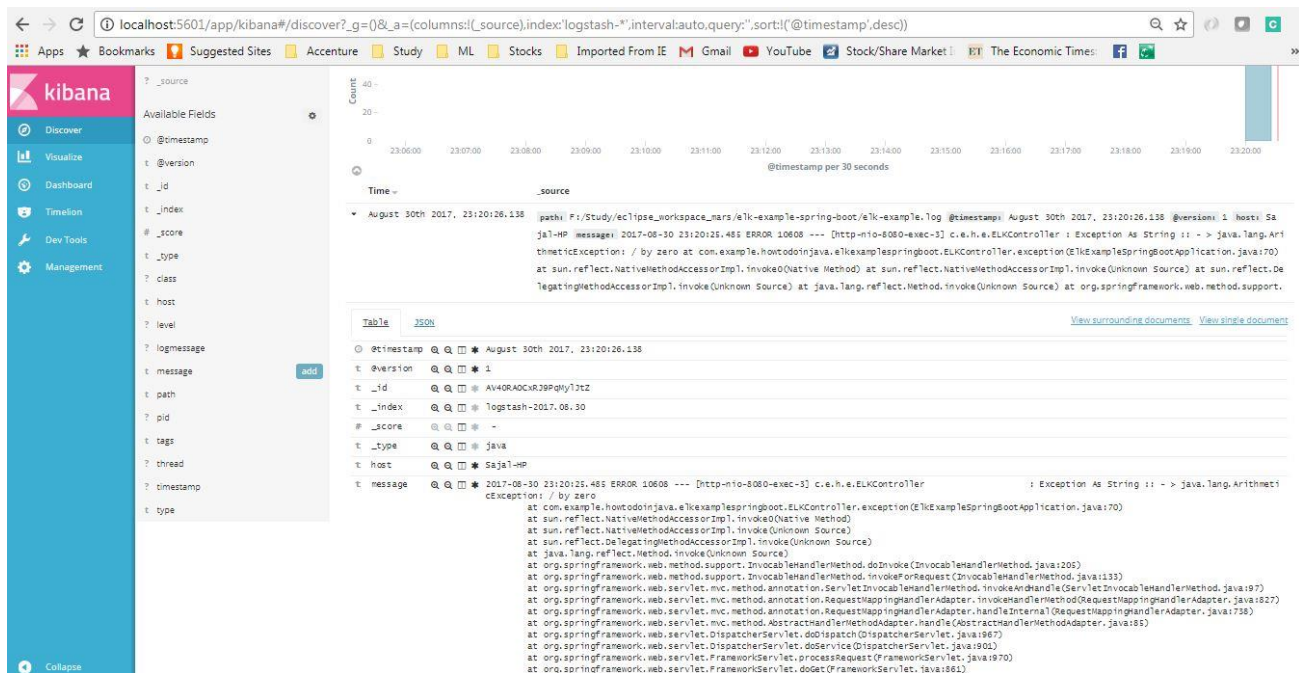 localhost:5601/app/kibana#/discover?_g=()&_a=(columns:!(_source),index:'logstash-*',interval:auto,query:'',sort:!('@timestamp',desc))
Apps Bookmarks Suggested Sites Accenture Study ML Stocks Imported From IE Gmail YouTube Stock/Share Market ET The Economic Times:
kibana
Discover
Visualize
Dashboard
Timelion
Dev Tools
Management
Collapse
? _source
Available Fields
@timestamp
t @version
t _id
t _index
# _score
t _type
? class
t host
? level
? logmessage
t message add
t path
? pid
t tags
? thread
? timestamp
t type
Count
40
20
0
23:06:00 23:07:00 23:08:00 23:09:00 23:10:00 23:11:00 23:12:00 23:13:00 23:14:00 23:15:00 23:16:00 23:17:00 23:18:00 23:19:00 23:20:00
@timestamp per 30 seconds
Time _source
August 30th 2017, 23:20:26.138 path: F:/Study/eclipse_workspace_mars/elk-example-spring-boot/elk-example.log @timestamp: August 30th 2017, 23:20:26.138 @version: 1 host: Sa
jal-HP message: 2017-08-30 23:20:25.485 ERROR 10608 --- [http-nio-8080-exec-3] c.e.h.e.ELKController : Exception As String :: - > java.lang.Ari
thmeticException: / by zero at com.example.howtodoinjava.elkexamplespringboot.ELKController.exception(ElkExampleSpringBootApplication.java:70)
at sun.reflect.NativeMethodAccessorImpl.invoke0(Native Method) at sun.reflect.NativeMethodAccessorImpl.invoke(Unknown Source) at sun.reflect.De
legatingMethodAccessorImpl.invoke(Unknown Source) at java.lang.reflect.Method.invoke(Unknown Source) at org.springframework.web.method.support.
Table JSON View surrounding documents View single document
@timestamp August 30th 2017, 23:20:26.138
t @version 1
t _id AV40RAOCxRJ9PqMylJtZ
t _index logstash-2017.08.30
# _score -
t _type java
t host Sajal-HP
t message 2017-08-30 23:20:25.485 ERROR 10608 --- [http-nio-8080-exec-3] c.e.h.e.ELKController : Exception As String :: - > java.lang.Arithmeti
cException: / by zero
at com.example.howtodoinjava.elkexamplespringboot.ELKController.exception(ElkExampleSpringBootApplication.java:70)
at sun.reflect.NativeMethodAccessorImpl.invoke0(Native Method)
at sun.reflect.NativeMethodAccessorImpl.invoke(Unknown Source)
at sun.reflect.DelegatingMethodAccessorImpl.invoke(Unknown Source)
at java.lang.reflect.Method.invoke(Unknown Source)
at org.springframework.web.method.support.InvocableHandlerMethod.doInvoke(InvocableHandlerMethod.java:205)
at org.springframework.web.method.support.InvocableHandlerMethod.invokeForRequest(InvocableHandlerMethod.java:133)
at org.springframework.web.servlet.mvc.method.annotation.ServletInvocableHandlerMethod.invokeAndHandle(ServletInvocableHandlerMethod.java:97)
at org.springframework.web.servlet.mvc.method.annotation.RequestMappingHandlerAdapter.invokeHandlerMethod(RequestMappingHandlerAdapter.java:827)
at org.springframework.web.servlet.mvc.method.annotation.RequestMappingHandlerAdapter.handleInternal(RequestMappingHandlerAdapter.java:738)
at org.springframework.web.servlet.mvc.method.AbstractHandlerMethodAdapter.handle(AbstractHandlerMethodAdapter.java:85)
at org.springframework.web.servlet.DispatcherServlet.doDispatch(DispatcherServlet.java:967)
at org.springframework.web.servlet.DispatcherServlet.doService(DispatcherServlet.java:901)
at org.springframework.web.servlet.FrameworkServlet.processRequest(FrameworkServlet.java:970)
at org.springframework.web.servlet.FrameworkServlet.doGet(FrameworkServlet.java:861)